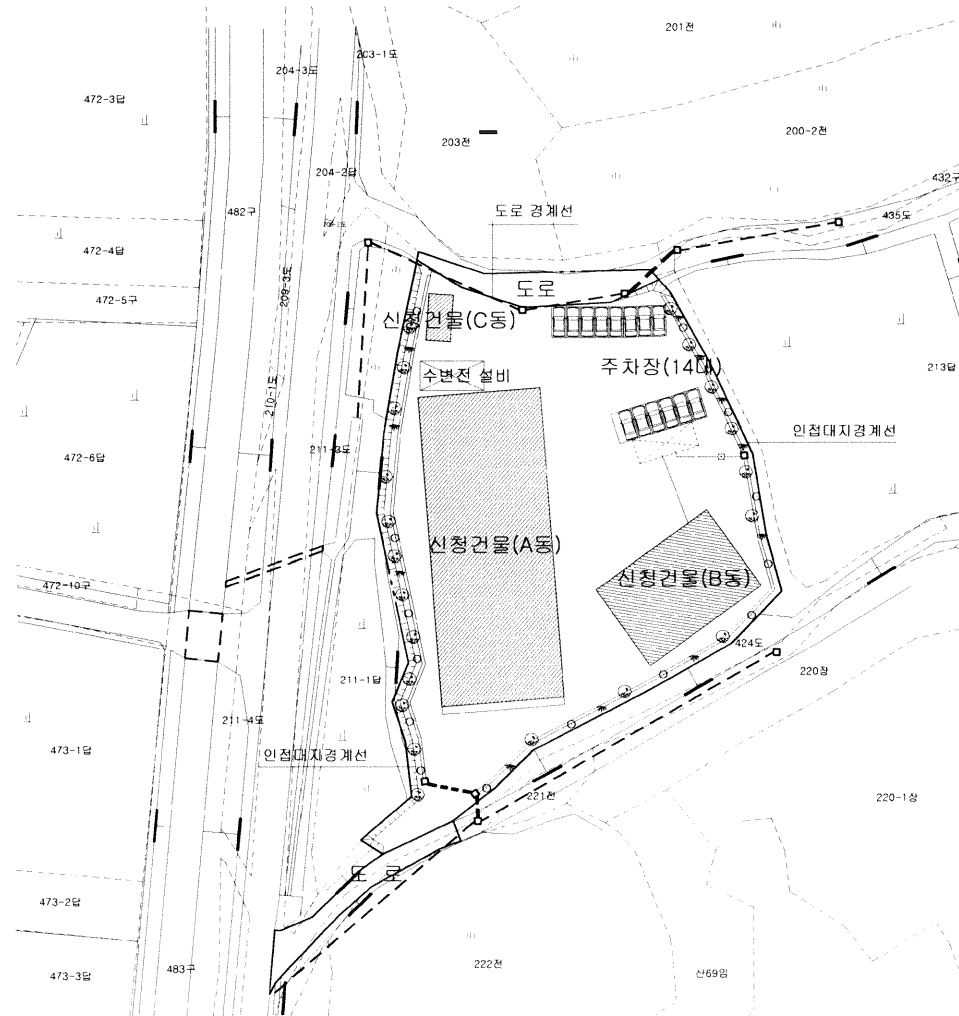 201전
203-1도
204-3도
472-3답
200-2전
203전
204-2답
432구
482구
도로 경계선
435도
472-4답
209-3도
도로
472-5구
신청건물(C동)
주차장(14대)
213답
수변전 설비
210-1도
인접대지경계선
211-3도
472-6답
신청건물(A동)
신청건물(B동)
472-10구
424도
220장
211-1답
211-4도
473-1답
인접대지경계선
221전
220-1장
도로
473-2답
222전
483구
473-3답
산69임